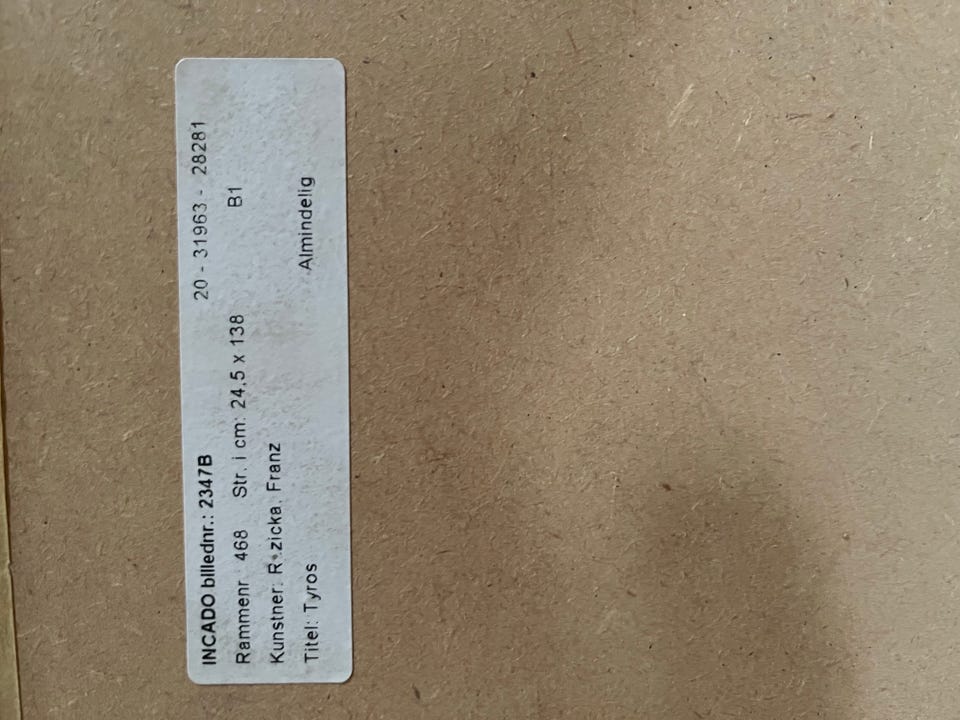 INCADO billednr.: 2347B 20 - 31963 - 28281
Rammenr 468 Str. i cm: 24,5 x 138 B1
Kunstner: Franz
Titel: Tyros Almindelig